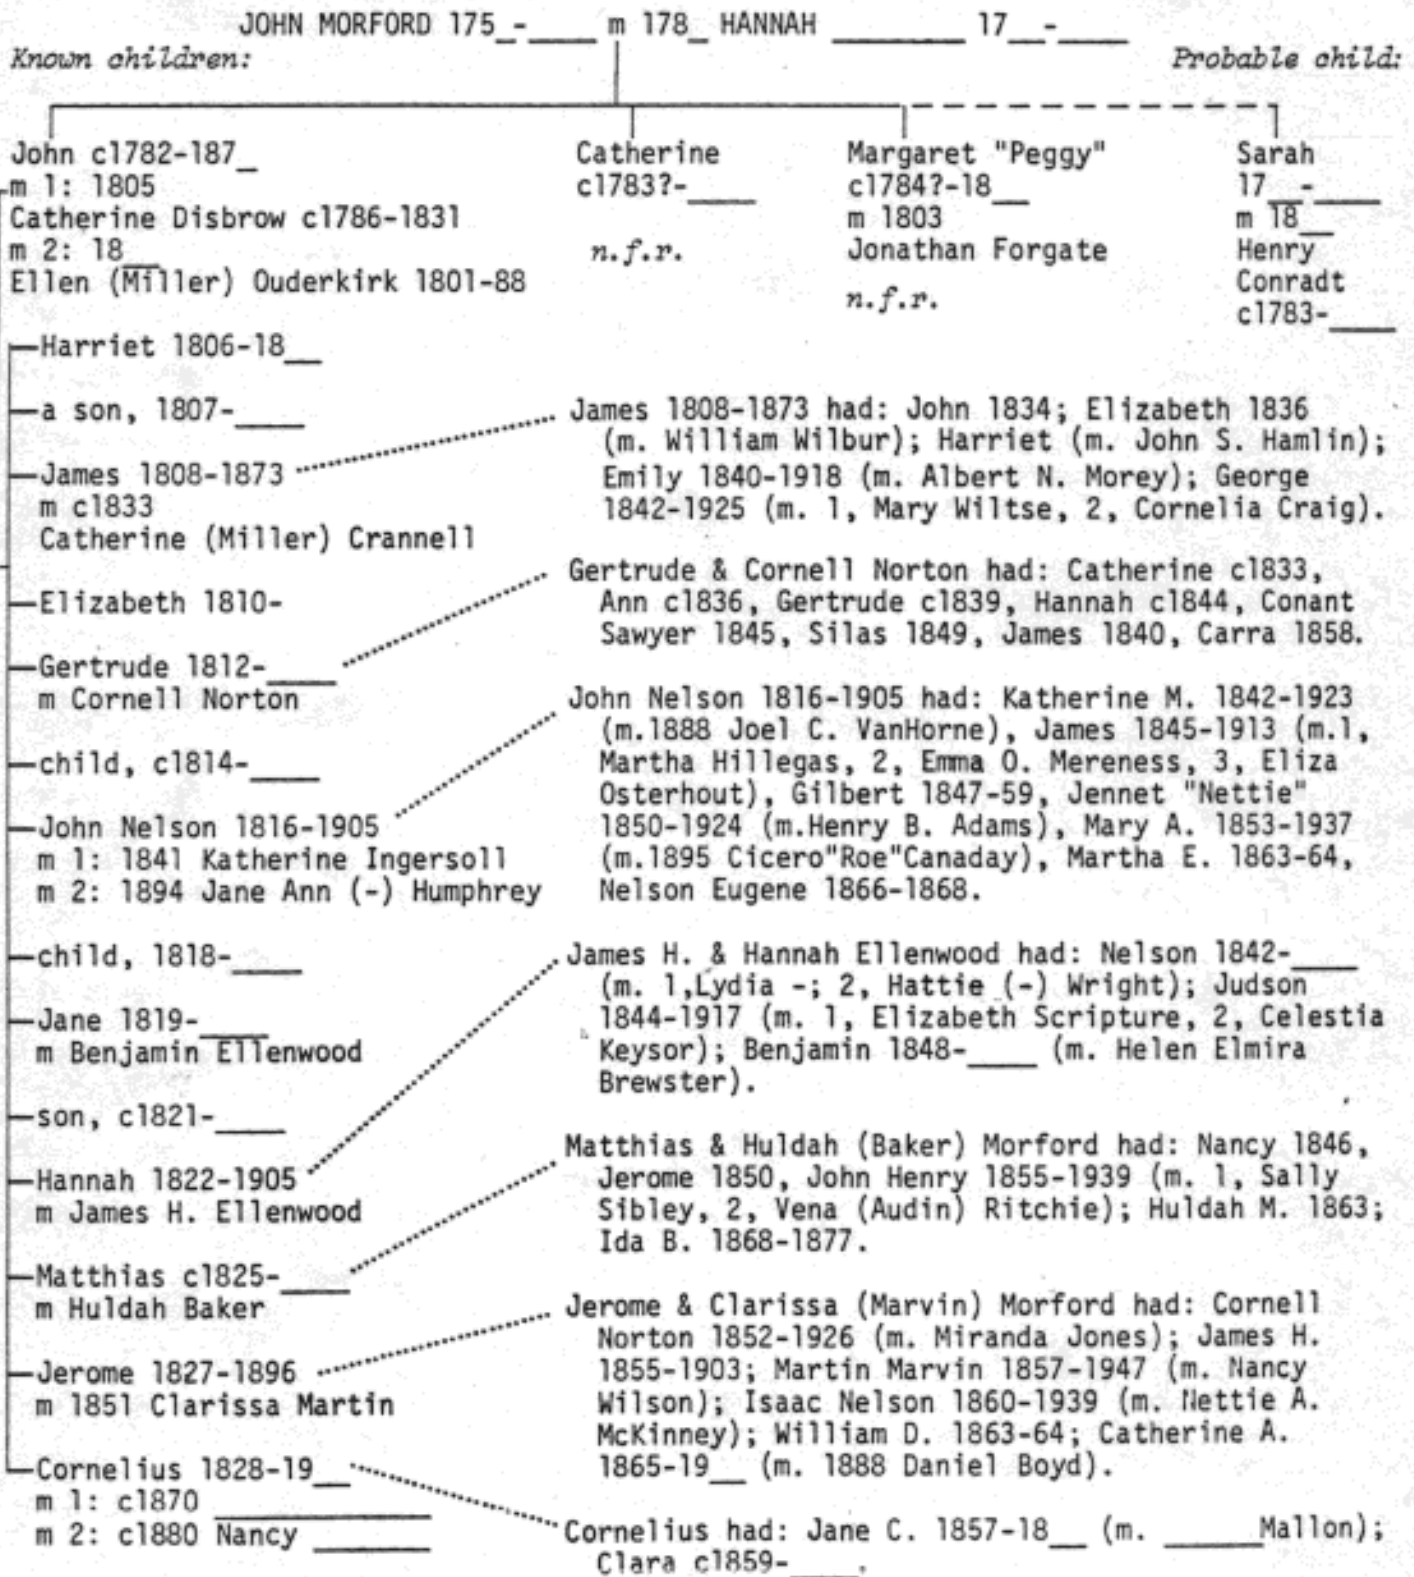 JOHN MORFORD 175_-____ m 178_ HANNAH ________ 17__-____
Known children:
Probable child:
John c1782-187_
m 1: 1805
Catherine Disbrow c1786-1831
m 2: 18__
Ellen (Miller) Ouderkirk 1801-88
Catherine
c1783?-____
n.f.r.
Margaret "Peggy"
c1784?-18__
m 1803
Jonathan Forgate
n.f.r.
Sarah
17__-____
m 18__
Henry
Conradt
c1783-____
Harriet 1806-18__
a son, 1807-____
James 1808-1873
m c1833
Catherine (Miller) Crannell
Elizabeth 1810-
Gertrude 1812-____
m Cornell Norton
child, c1814-____
John Nelson 1816-1905
m 1: 1841 Katherine Ingersoll
m 2: 1894 Jane Ann (-) Humphrey
child, 1818-____
Jane 1819-____
m Benjamin Ellenwood
son, c1821-____
Hannah 1822-1905
m James H. Ellenwood
Matthias c1825-____
m Huldah Baker
Jerome 1827-1896
m 1851 Clarissa Martin
Cornelius 1828-19__
m 1: c1870 ____________
m 2: c1880 Nancy _______
James 1808-1873 had: John 1834; Elizabeth 1836
(m. William Wilbur); Harriet (m. John S. Hamlin);
Emily 1840-1918 (m. Albert N. Morey); George
1842-1925 (m. 1, Mary Wiltse, 2, Cornelia Craig).
Gertrude & Cornell Norton had: Catherine c1833,
Ann c1836, Gertrude c1839, Hannah c1844, Conant
Sawyer 1845, Silas 1849, James 1840, Carra 1858.
John Nelson 1816-1905 had: Katherine M. 1842-1923
(m.1888 Joel C. VanHorne), James 1845-1913 (m.1,
Martha Hillegas, 2, Emma O. Mereness, 3, Eliza
Osterhout), Gilbert 1847-59, Jennet "Nettie"
1850-1924 (m.Henry B. Adams), Mary A. 1853-1937
(m.1895 Cicero"Roe"Canaday), Martha E. 1863-64,
Nelson Eugene 1866-1868.
James H. & Hannah Ellenwood had: Nelson 1842-____
(m. 1,Lydia -; 2, Hattie (-) Wright); Judson
1844-1917 (m. 1, Elizabeth Scripture, 2, Celestia
Keysor); Benjamin 1848-____ (m. Helen Elmira
Brewster).
Matthias & Huldah (Baker) Morford had: Nancy 1846,
Jerome 1850, John Henry 1855-1939 (m. 1, Sally
Sibley, 2, Vena (Audin) Ritchie); Huldah M. 1863;
Ida B. 1868-1877.
Jerome & Clarissa (Marvin) Morford had: Cornell
Norton 1852-1926 (m. Miranda Jones); James H.
1855-1903; Martin Marvin 1857-1947 (m. Nancy
Wilson); Isaac Nelson 1860-1939 (m. Nettie A.
McKinney); William D. 1863-64; Catherine A.
1865-19__ (m. 1888 Daniel Boyd).
Cornelius had: Jane C. 1857-18__ (m. _____Mallon);
Clara c1859-____.